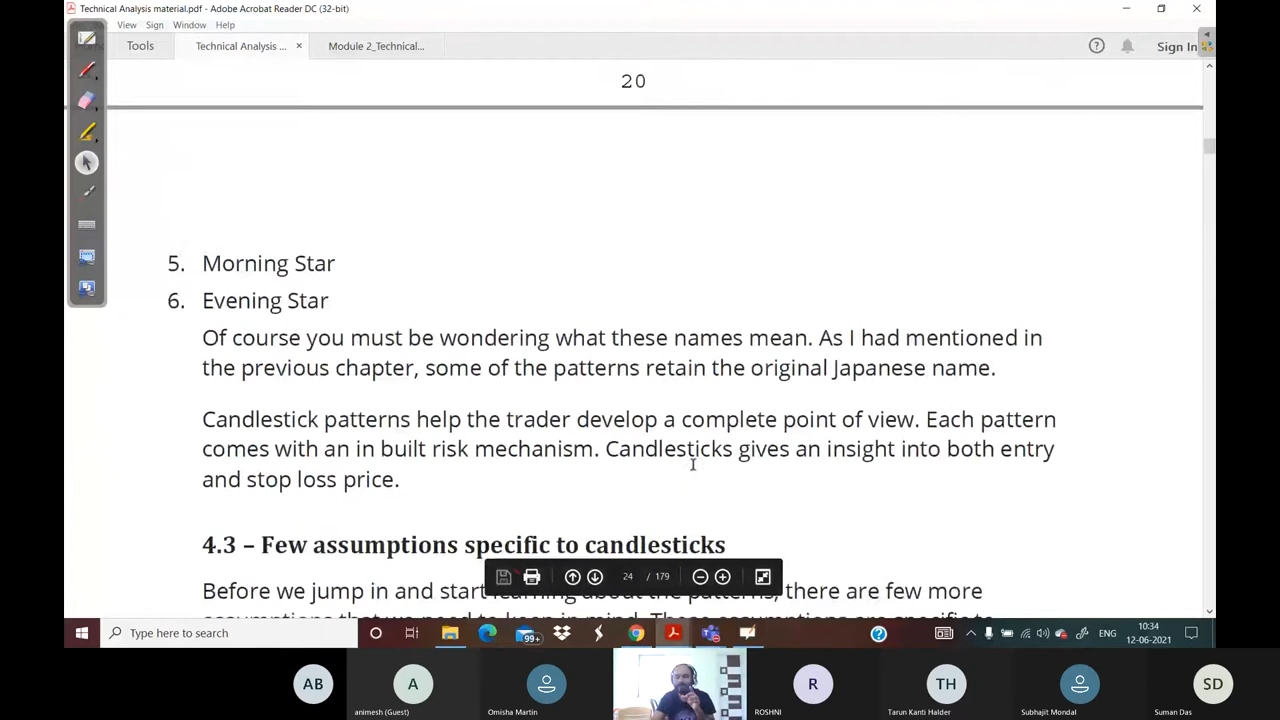 Technical Analysis material.pdf - Adobe Acrobat Reader DC (32-bit)
View Sign Window Help
Tools Technical Analysis ... × Module 2_Technical... Sign In
20
5. Morning Star
6. Evening Star
Of course you must be wondering what these names mean. As I had mentioned in
the previous chapter, some of the patterns retain the original Japanese name.
Candlestick patterns help the trader develop a complete point of view. Each pattern
comes with an in built risk mechanism. Candlesticks gives an insight into both entry
and stop loss price.
4.3 – Few assumptions specific to candlesticks
24 / 179
Before we jump in and start learning about the patterns, there are few more
Type here to search
99+
ENG
10:34
12-06-2021
AB A R TH SD
animesh (Guest) Omisha Martin ROSHNI Tarun Kanti Halder Subhajit Mondal Suman Das